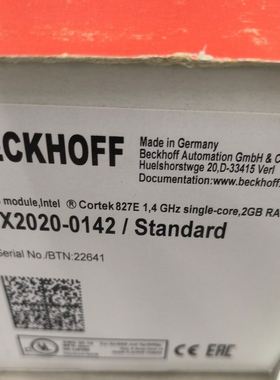 ECKHOFF
Made in Germany
Beckhoff Automation GmbH & C
Huelshorstwge 20,D-33415 Verl
Documentation:www.beckhoff.
module,Intel ® Cortek 827E 1,4 GHz single-core,2GB RA
X2020-0142 / Standard
Serial No./BTN:22641
CE
EAC